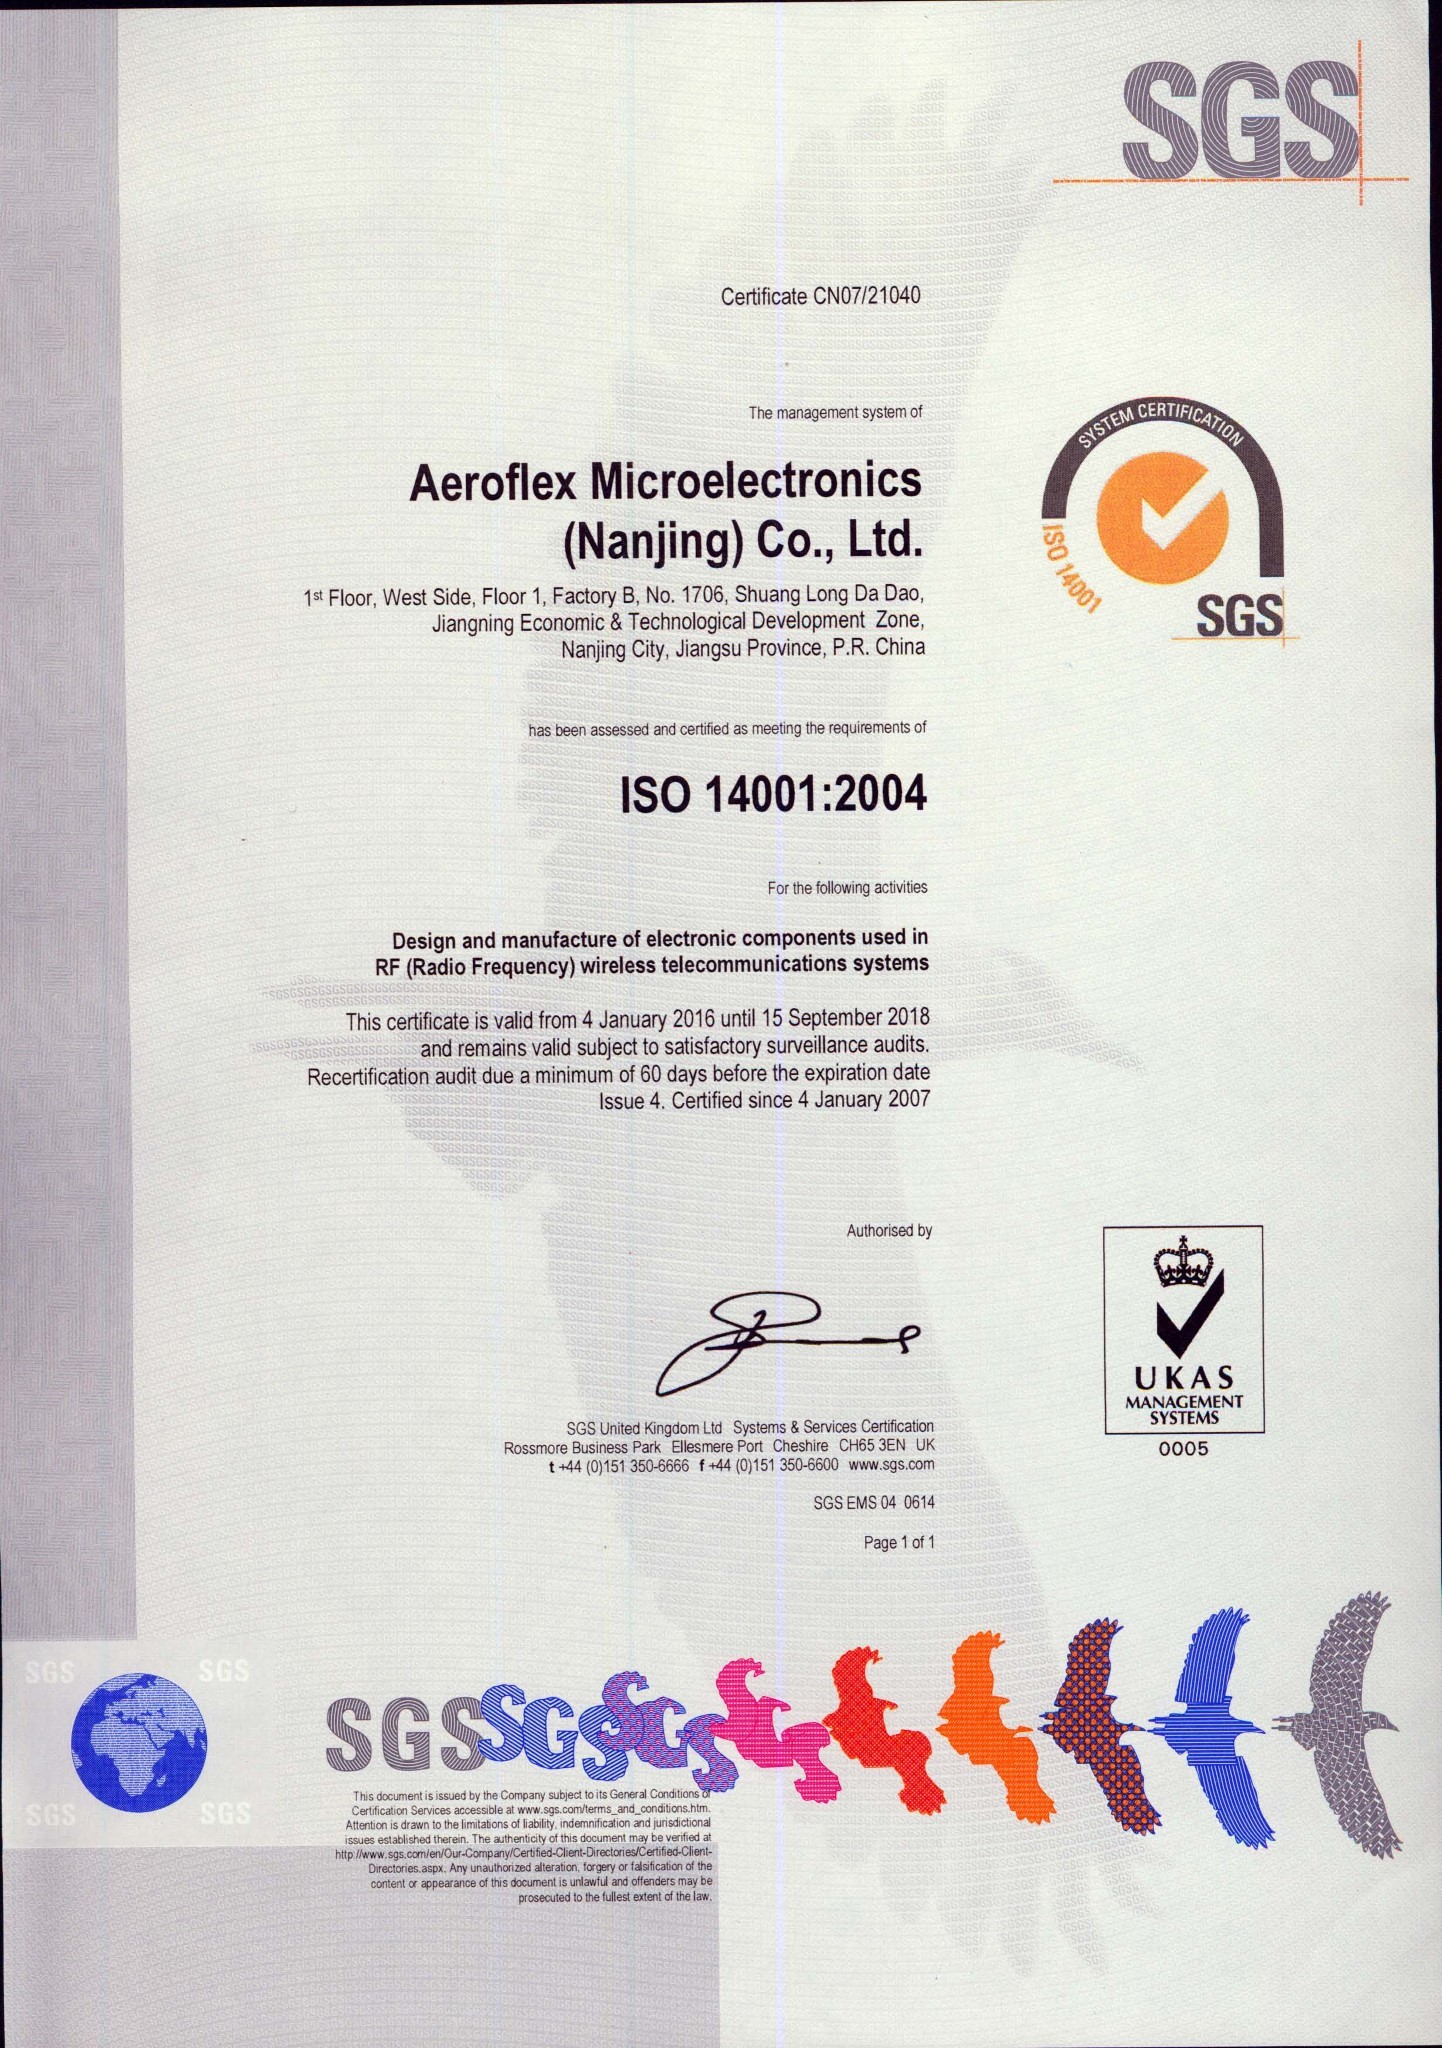 SGS
Certificate CN07/21040
The management system of
Aeroflex Microelectronics
(Nanjing) Co., Ltd.
1st Floor, West Side, Floor 1, Factory B, No. 1706, Shuang Long Da Dao,
Jiangning Economic & Technological Development Zone,
Nanjing City, Jiangsu Province, P.R. China
SYSTEM CERTIFICATION
ISO 14001
SGS
has been assessed and certified as meeting the requirements of
ISO 14001:2004
For the following activities
Design and manufacture of electronic components used in
RF (Radio Frequency) wireless telecommunications systems
This certificate is valid from 4 January 2016 until 15 September 2018
and remains valid subject to satisfactory surveillance audits.
Recertification audit due a minimum of 60 days before the expiration date
Issue 4. Certified since 4 January 2007
Authorised by
UKAS
MANAGEMENT
SYSTEMS
0005
SGS United Kingdom Ltd Systems & Services Certification
Rossmore Business Park Ellesmere Port Cheshire CH65 3EN UK
t +44 (0)151 350-6666 f +44 (0)151 350-6600 www.sgs.com
SGS EMS 04 0614
Page 1 of 1
SGS SGS
SGS SGS
SGS SGS SGS
This document is issued by the Company subject to its General Conditions of
Certification Services accessible at www.sgs.com/terms_and_conditions.htm.
Attention is drawn to the limitations of liability, indemnification and jurisdictional
issues established therein. The authenticity of this document may be verified at
http://www.sgs.com/en/Our-Company/Certified-Client-Directories/Certified-Client-
Directories.aspx. Any unauthorized alteration, forgery or falsification of the
content or appearance of this document is unlawful and offenders may be
prosecuted to the fullest extent of the law.